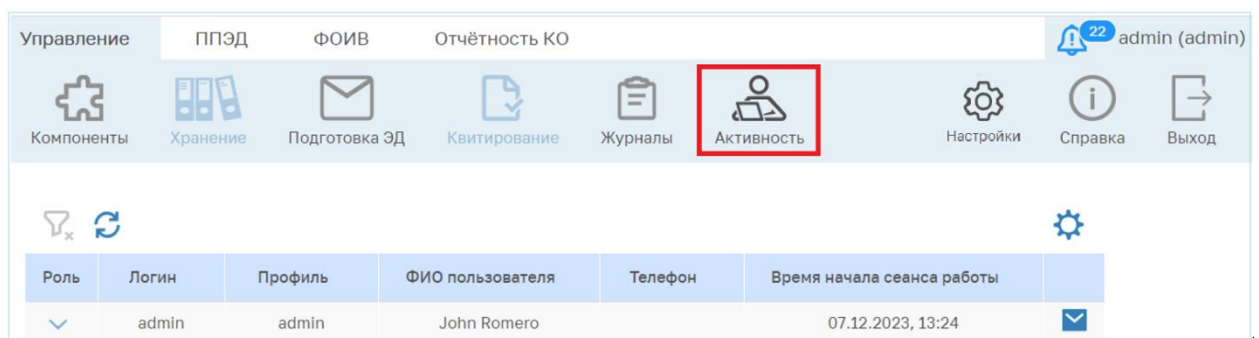 Управление ППЭД ФОИВ Отчётность КО 22 admin (admin)
Компоненты Хранение Подготовка ЭД Квитирование Журналы Активность Настройки Справка Выход
Роль Логин Профиль ФИО пользователя Телефон Время начала сеанса работы
admin admin John Romero 07.12.2023, 13:24